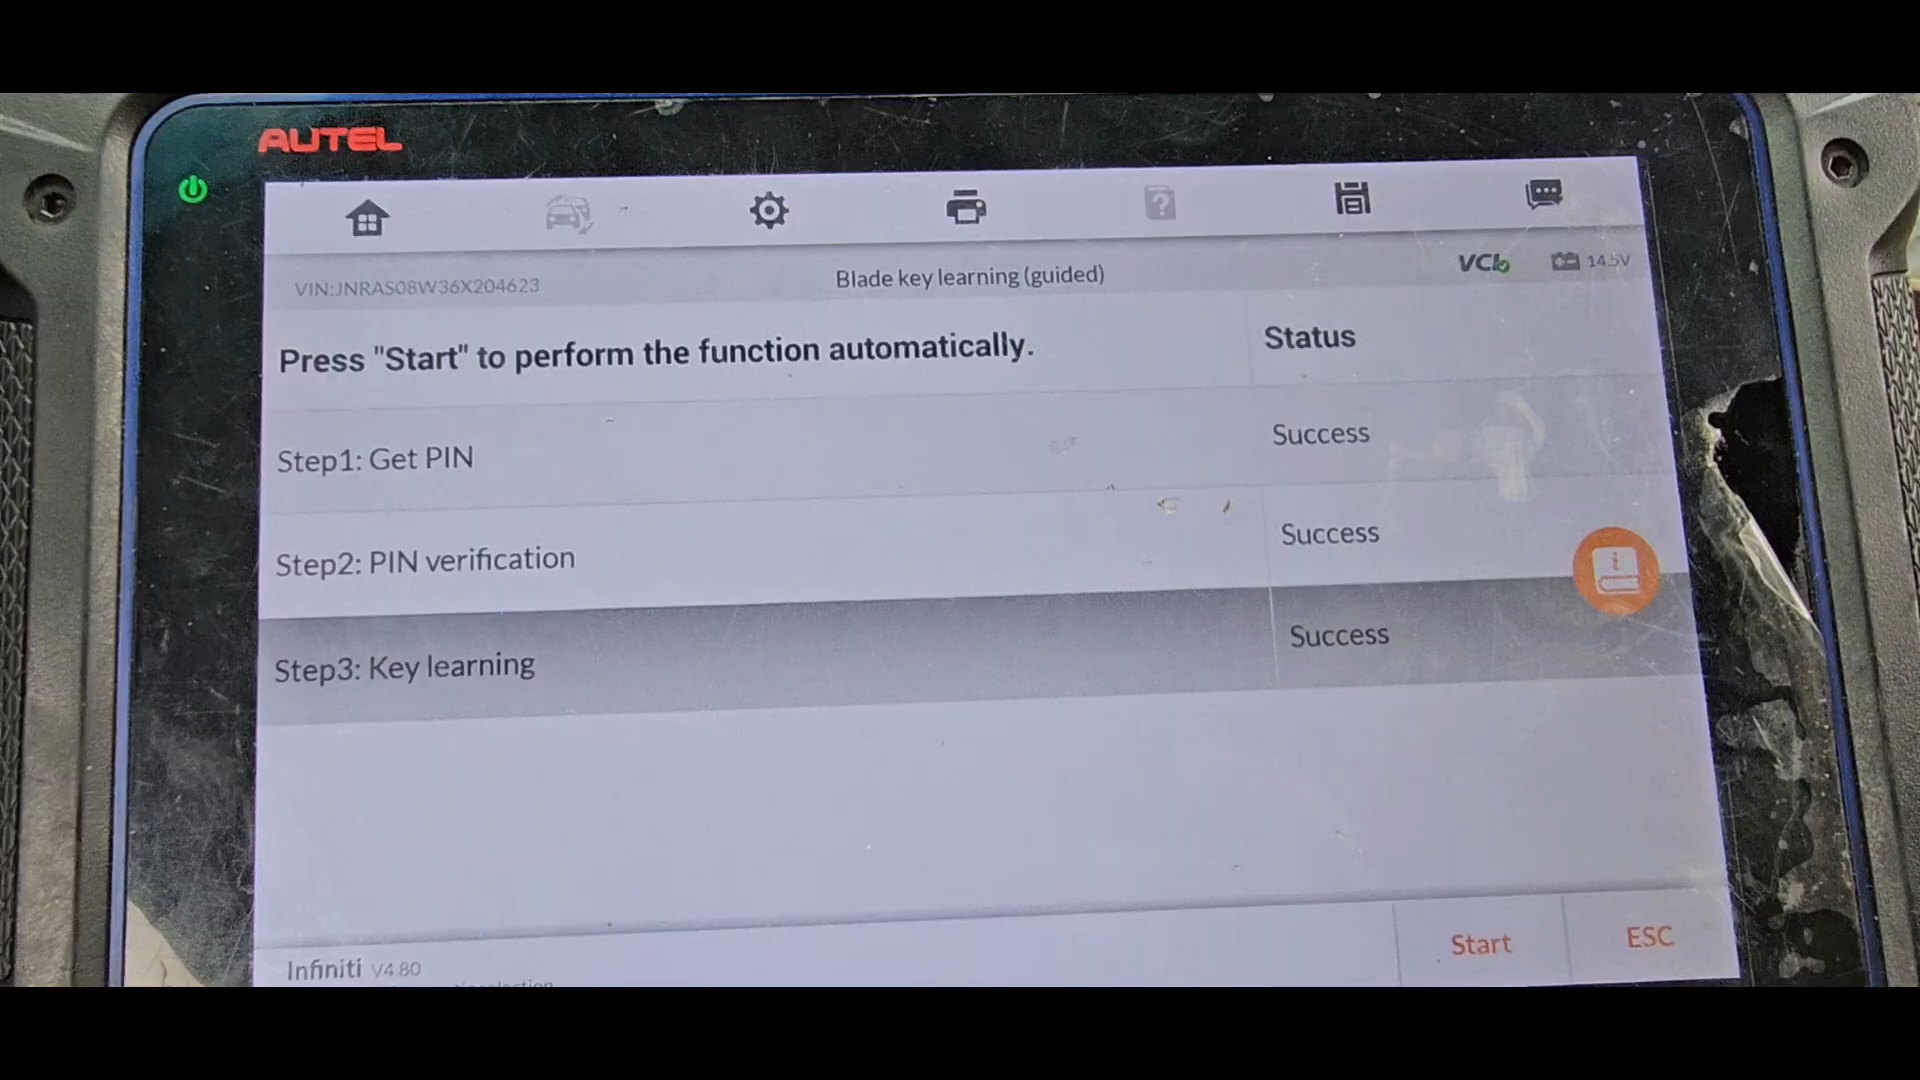 AUTEL
VIN:JNRAS08W36X204623
Blade key learning (guided)
VCI
14.5V
Press "Start" to perform the function automatically.
Status
Step1: Get PIN
Success
Step2: PIN verification
Success
Step3: Key learning
Success
Start
ESC
Infiniti V4.80